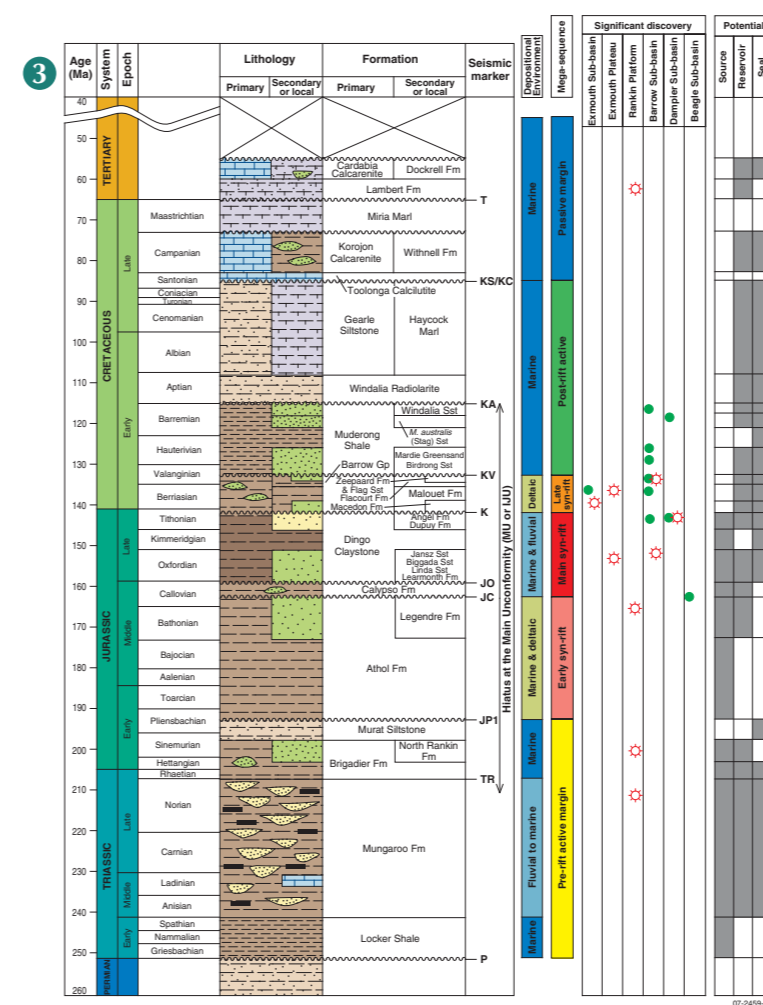 3
Age (Ma)
System
Epoch
Lithology
Primary
Secondary or local
Formation
Primary
Secondary or local
Seismic marker
Depositional Environment
Mega-sequence
Significant discovery
Exmouth Sub-basin
Exmouth Plateau
Rankin Platform
Barrow Sub-basin
Dampier Sub-basin
Beagle Sub-basin
Potential
Source
Reservoir
Seal
40
50
60
70
80
90
100
110
120
130
140
150
160
170
180
190
200
210
220
230
240
250
260
TERTIARY
CRETACEOUS
JURASSIC
TRIASSIC
PERMIAN
Late
Early
Late
Middle
Early
Late
Middle
Early
Maastrichtian
Campanian
Santonian
Coniacian
Turonian
Cenomanian
Albian
Aptian
Barremian
Hauterivian
Valanginian
Berriasian
Tithonian
Kimmeridgian
Oxfordian
Callovian
Bathonian
Bajocian
Aalenian
Toarcian
Pliensbachian
Sinemurian
Hettangian
Rhaetian
Norian
Carnian
Ladinian
Anisian
Spathian
Nammalian
Griesbachian
Cardabia
Calcarenite
Dockrell Fm
Lambert Fm
Miria Marl
Korojon
Calcarenite
Withnell Fm
Toolonga Calcilutite
Gearle
Siltstone
Haycock
Marl
Windalia Radiolarite
Muderong
Shale
Windalia Sst
M. australis
(Stag) Sst
Mardie Greensand
Birdrong Sst
Barrow Gp
Zeepaard Fm
& Flag Sst
Flacourt Fm
Malouet Fm
Macedon Fm
Angel Fm
Dupuy Fm
Dingo
Claystone
Jansz Sst
Biggada Sst
Linda Sst
Learmonth Fm
Calypso Fm
Legendre Fm
Athol Fm
Murat Siltstone
North Rankin
Fm
Brigadier Fm
Mungaroo Fm
Locker Shale
T
KS/KC
KA
KV
K
JO
JC
JP1
TR
P
Hiatus at the Main Unconformity (MU or IJU)
Marine
Marine
Deltaic
Marine & fluvial
Marine & deltaic
Marine
Fluvial to marine
Marine
Passive margin
Post-rift active
Late syn-rift
Main syn-rift
Early syn-rift
Pre-rift active margin
07-2459-